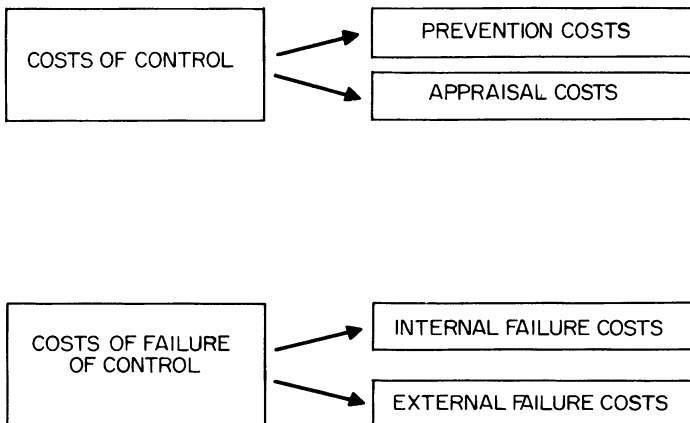 COSTS OF CONTROL
PREVENTION COSTS
APPRAISAL COSTS
COSTS OF FAILURE
OF CONTROL
INTERNAL FAILURE COSTS
EXTERNAL FAILURE COSTS